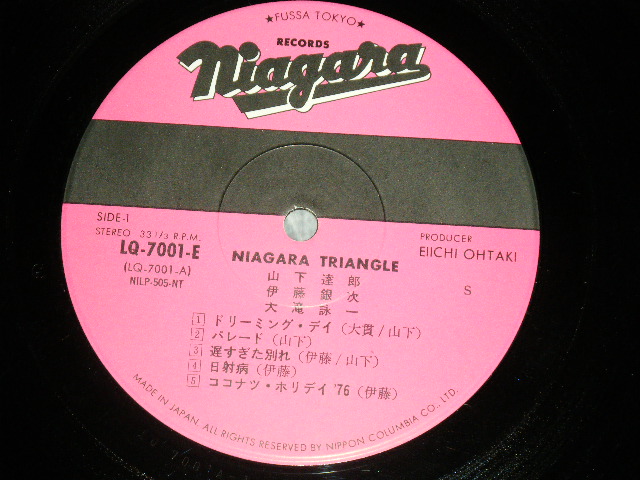 ★FUSSA TOKYO★
RECORDS
Niagara
SIDE-1
STEREO 33 1/3 R.P.M.
LQ-7001-E
(LQ-7001-A)
NILP-505-NT
PRODUCER
EIICHI OHTAKI
S
NIAGARA TRIANGLE
山下達郎
伊藤銀次
大滝詠一
1 ドリーミング・デイ (大貫/山下)
2 パレード (山下)
3 遅すぎた別れ (伊藤/山下)
4 日射病 (伊藤)
5 ココナツ・ホリデイ '76 (伊藤)
MADE IN JAPAN. ALL RIGHTS RESERVED BY NIPPON COLUMBIA CO., LTD.